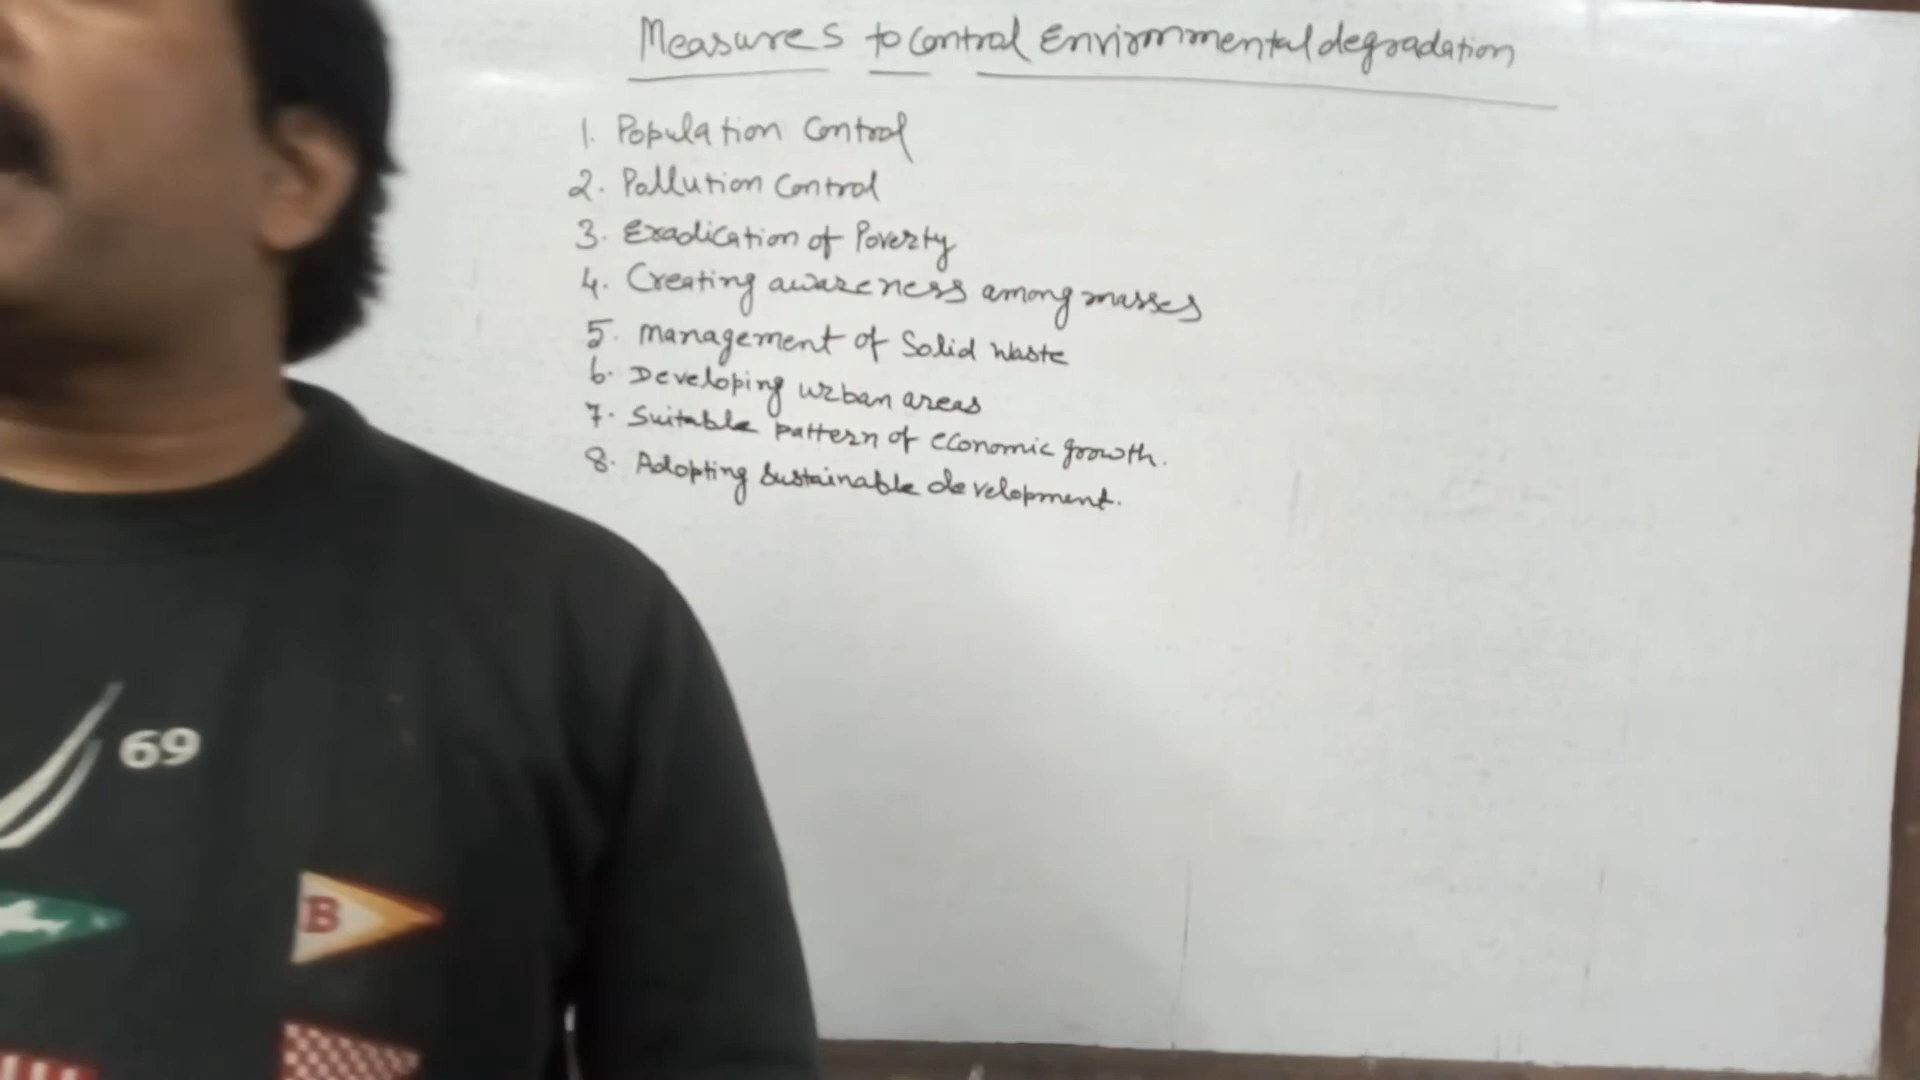 Measures to control Environmental degradation
1. Population Control
2. Pollution Control
3. Eradication of Poverty
4. Creating awareness among masses
5. Management of Solid Waste
6. Developing urban areas
7. Suitable pattern of economic growth.
8. Adopting sustainable development.
69
B